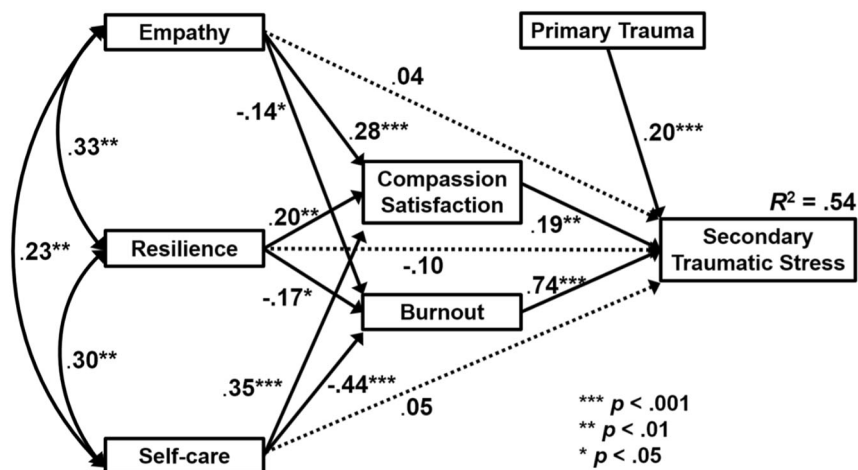 Empathy
Primary Trauma
.04
-.14*
.28***
.20***
.33**
Compassion
Satisfaction
R² = .54
.20**
.19**
Secondary
Traumatic Stress
.23**
Resilience
-.10
-.17*
.74***
Burnout
.30**
.35***
-.44***
.05
*** p < .001
** p < .01
* p < .05
Self-care